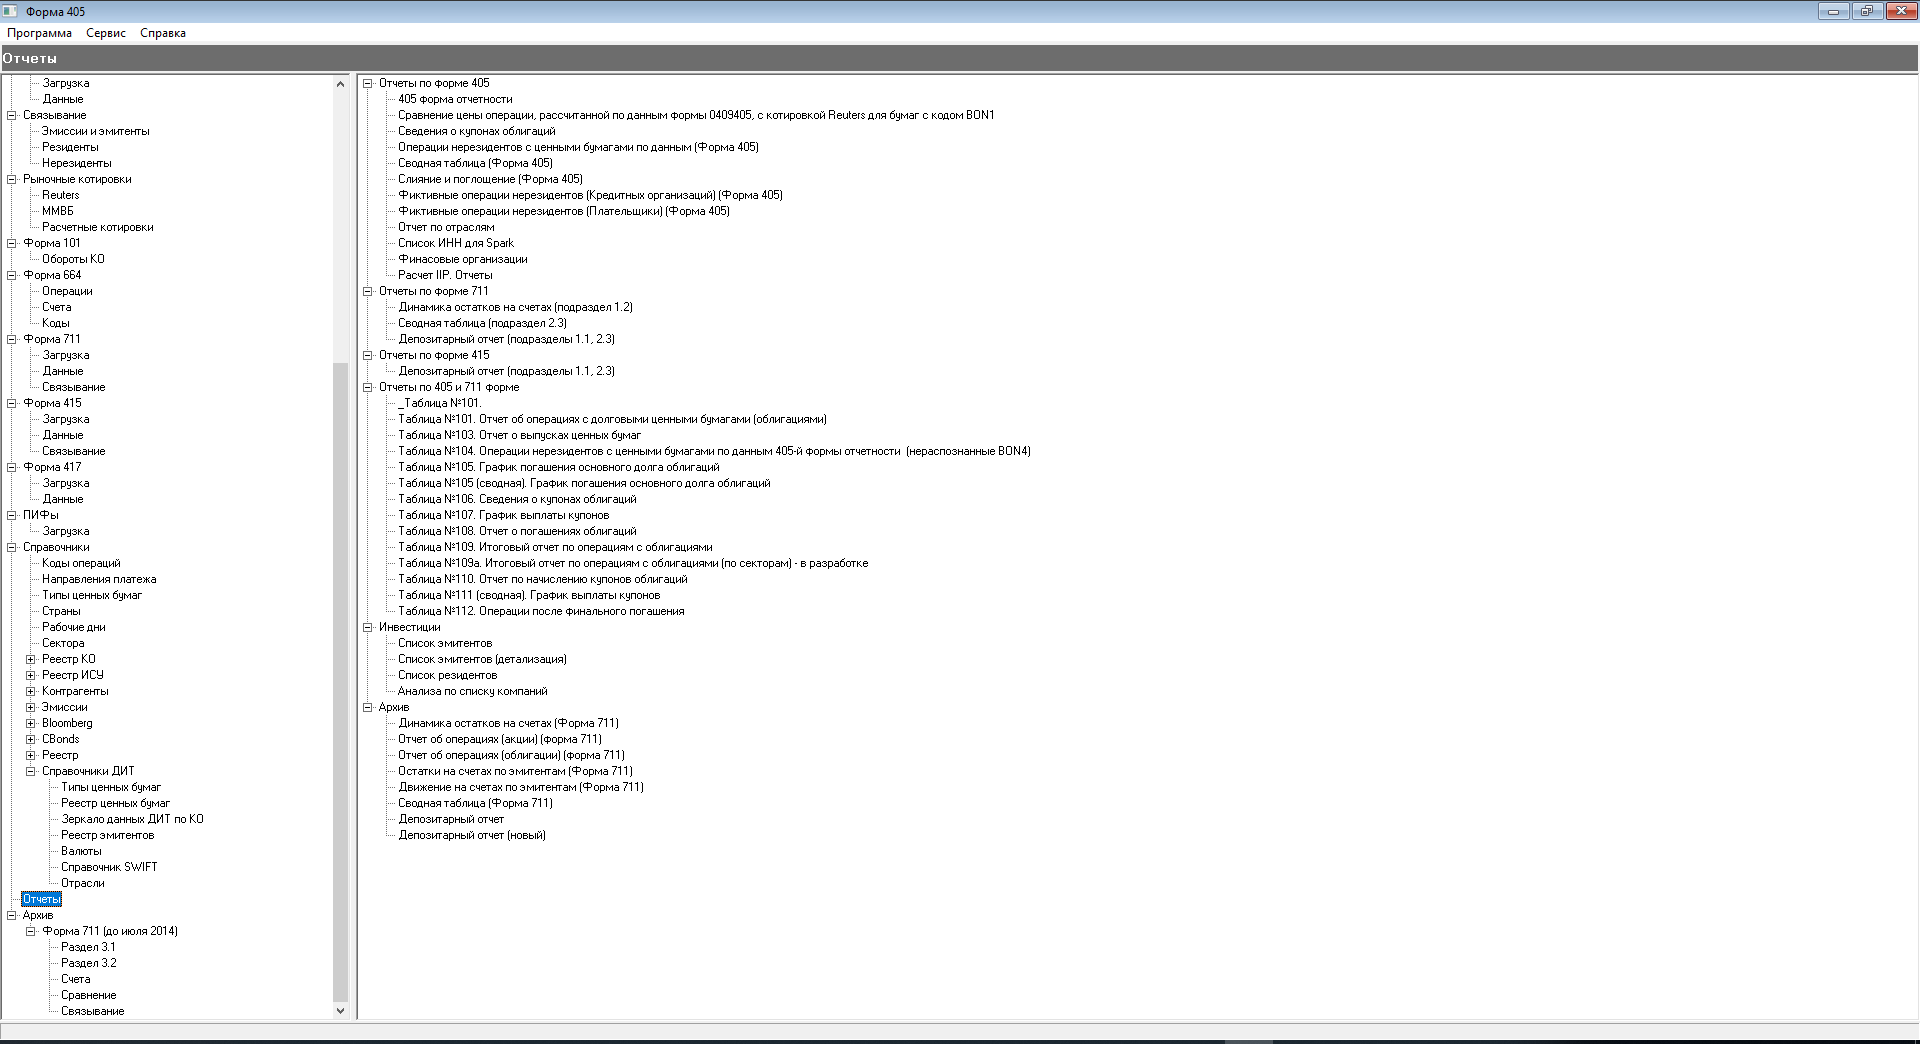 Форма 405
Программа Сервис Справка
Отчеты
Загрузка
Данные
Связывание
Эмиссии и эмитенты
Резиденты
Нерезиденты
Рыночные котировки
Reuters
ММВБ
Расчетные котировки
Форма 101
Обороты КО
Форма 664
Операции
Счета
Коды
Форма 711
Загрузка
Данные
Связывание
Форма 415
Загрузка
Данные
Связывание
Форма 417
Загрузка
Данные
ПИФы
Загрузка
Справочники
Коды операций
Направления платежа
Типы ценных бумаг
Страны
Рабочие дни
Сектора
Реестр КО
Реестр ИСУ
Контрагенты
Эмиссии
Bloomberg
CBonds
Реестр
Справочники ДИТ
Типы ценных бумаг
Реестр ценных бумаг
Зеркало данных ДИТ по КО
Реестр эмитентов
Валюты
Справочник SWIFT
Отрасли
Отчеты
Архив
Форма 711 (до июля 2014)
Раздел 3.1
Раздел 3.2
Счета
Сравнение
Связывание
Отчеты по форме 405
405 форма отчетности
Сравнение цены операции, рассчитанной по данным формы 0409405, с котировкой Reuters для бумаг с кодом BON1
Сведения о купонах облигаций
Операции нерезидентов с ценными бумагами по данным (Форма 405)
Сводная таблица (Форма 405)
Слияние и поглощение (Форма 405)
Фиктивные операции нерезидентов (Кредитных организаций) (Форма 405)
Фиктивные операции нерезидентов (Плательщики) (Форма 405)
Отчет по отраслям
Список ИНН для Spark
Финасовые организации
Расчет IIP. Отчеты
Отчеты по форме 711
Динамика остатков на счетах (подраздел 1.2)
Сводная таблица (подраздел 2.3)
Депозитарный отчет (подразделы 1.1, 2.3)
Отчеты по форме 415
Депозитарный отчет (подразделы 1.1, 2.3)
Отчеты по 405 и 711 форме
_Таблица №101.
Таблица №101. Отчет об операциях с долговыми ценными бумагами (облигациями)
Таблица №103. Отчет о выпусках ценных бумаг
Таблица №104. Операции нерезидентов с ценными бумагами по данным 405-й формы отчетности (нераспознанные BON4)
Таблица №105. График погашения основного долга облигаций
Таблица №105 (сводная). График погашения основного долга облигаций
Таблица №106. Сведения о купонах облигаций
Таблица №107. График выплаты купонов
Таблица №108. Отчет о погашениях облигаций
Таблица №109. Итоговый отчет по операциям с облигациями
Таблица №109а. Итоговый отчет по операциям с облигациями (по секторам) - в разработке
Таблица №110. Отчет по начислению купонов облигаций
Таблица №111 (сводная). График выплаты купонов
Таблица №112. Операции после финального погашения
Инвестиции
Список эмитентов
Список эмитентов (детализация)
Список резидентов
Анализа по списку компаний
Архив
Динамика остатков на счетах (Форма 711)
Отчет об операциях (акции) (форма 711)
Отчет об операциях (облигации) (форма 711)
Остатки на счетах по эмитентам (Форма 711)
Движение на счетах по эмитентам (Форма 711)
Сводная таблица (Форма 711)
Депозитарный отчет
Депозитарный отчет (новый)